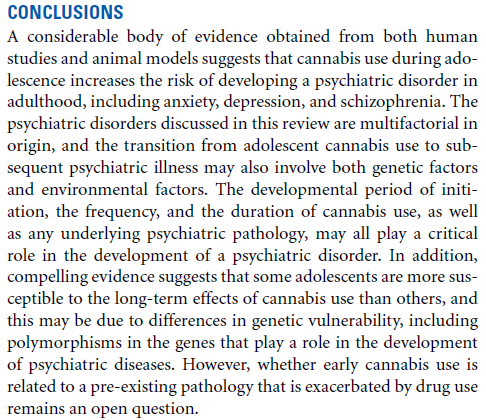 CONCLUSIONS
A considerable body of evidence obtained from both human
studies and animal models suggests that cannabis use during ado-
lescence increases the risk of developing a psychiatric disorder in
adulthood, including anxiety, depression, and schizophrenia. The
psychiatric disorders discussed in this review are multifactorial in
origin, and the transition from adolescent cannabis use to sub-
sequent psychiatric illness may also involve both genetic factors
and environmental factors. The developmental period of initi-
ation, the frequency, and the duration of cannabis use, as well
as any underlying psychiatric pathology, may all play a critical
role in the development of a psychiatric disorder. In addition,
compelling evidence suggests that some adolescents are more sus-
ceptible to the long-term effects of cannabis use than others, and
this may be due to differences in genetic vulnerability, including
polymorphisms in the genes that play a role in the development
of psychiatric diseases. However, whether early cannabis use is
related to a pre-existing pathology that is exacerbated by drug use
remains an open question.